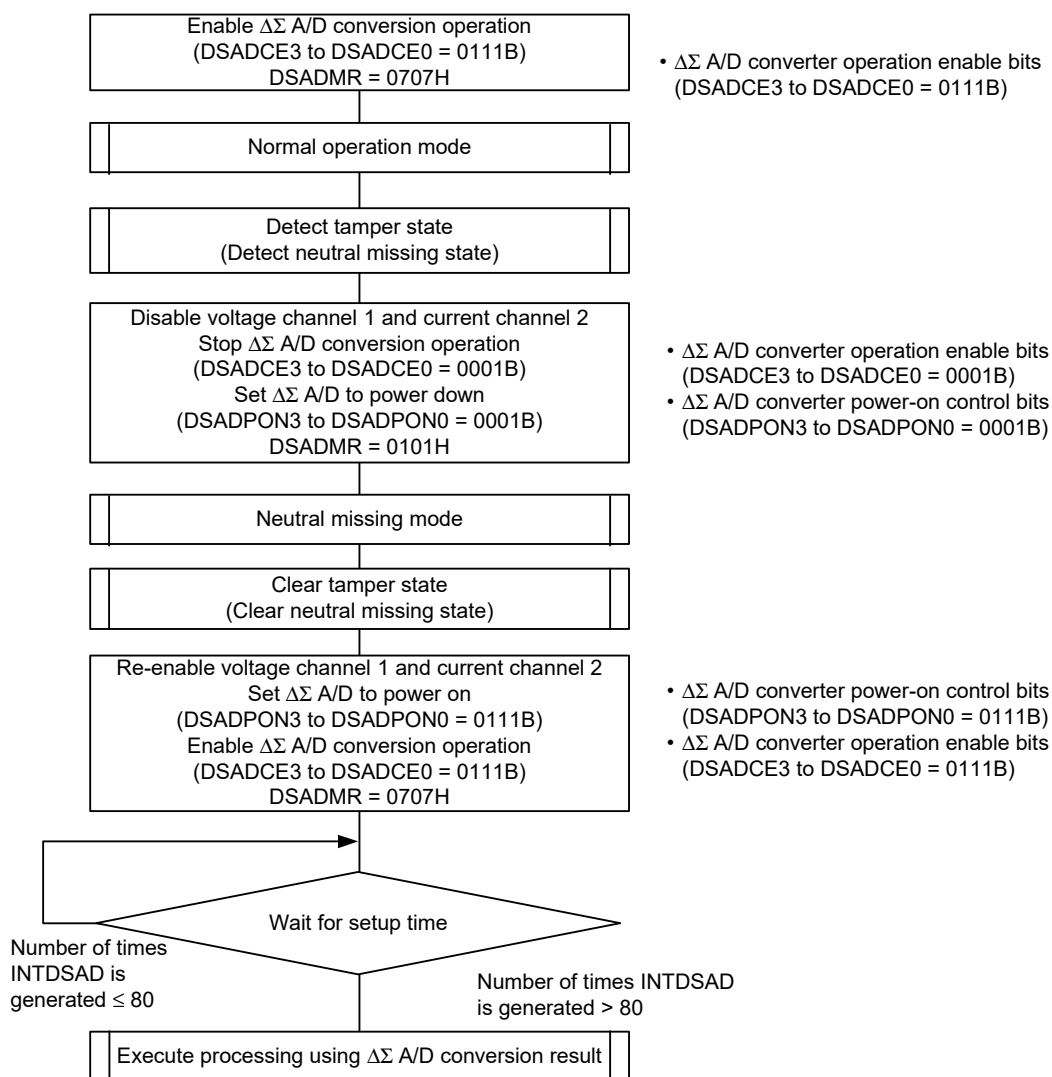 Enable ΔΣ A/D conversion operation
(DSADCE3 to DSADCE0 = 0111B)
DSADMR = 0707H
• ΔΣ A/D converter operation enable bits
(DSADCE3 to DSADCE0 = 0111B)
Normal operation mode
Detect tamper state
(Detect neutral missing state)
Disable voltage channel 1 and current channel 2
Stop ΔΣ A/D conversion operation
(DSADCE3 to DSADCE0 = 0001B)
Set ΔΣ A/D to power down
(DSADPON3 to DSADPON0 = 0001B)
DSADMR = 0101H
• ΔΣ A/D converter operation enable bits
(DSADCE3 to DSADCE0 = 0001B)
• ΔΣ A/D converter power-on control bits
(DSADPON3 to DSADPON0 = 0001B)
Neutral missing mode
Clear tamper state
(Clear neutral missing state)
Re-enable voltage channel 1 and current channel 2
Set ΔΣ A/D to power on
(DSADPON3 to DSADPON0 = 0111B)
Enable ΔΣ A/D conversion operation
(DSADCE3 to DSADCE0 = 0111B)
DSADMR = 0707H
• ΔΣ A/D converter power-on control bits
(DSADPON3 to DSADPON0 = 0111B)
• ΔΣ A/D converter operation enable bits
(DSADCE3 to DSADCE0 = 0111B)
Wait for setup time
Number of times
INTDSAD is
generated ≤ 80
Number of times INTDSAD
is generated > 80
Execute processing using ΔΣ A/D conversion result